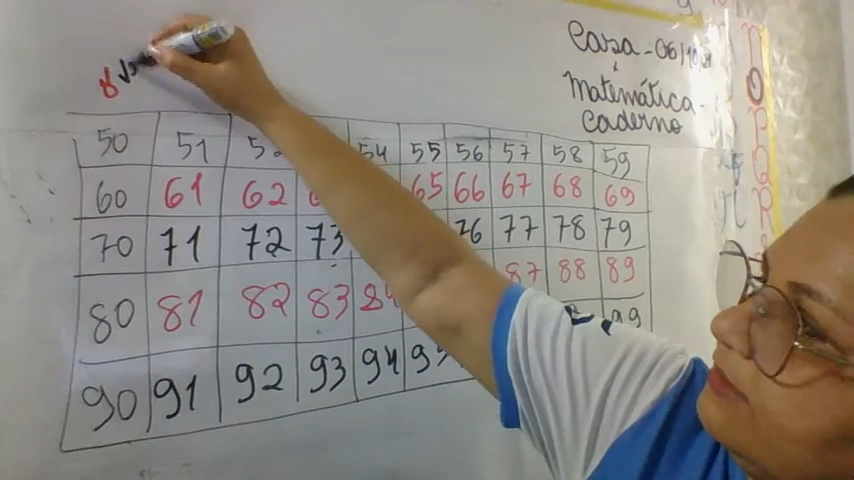 Casa - 06/10/21
Matemática -
Caderno
50 51 54 55 56 57 58 59
60 61 62 65 66 67 68 69
70 71 72 73 76 77 78 79
80 81 82 83 84 87 88 89
90 91 92 93 94 95 99